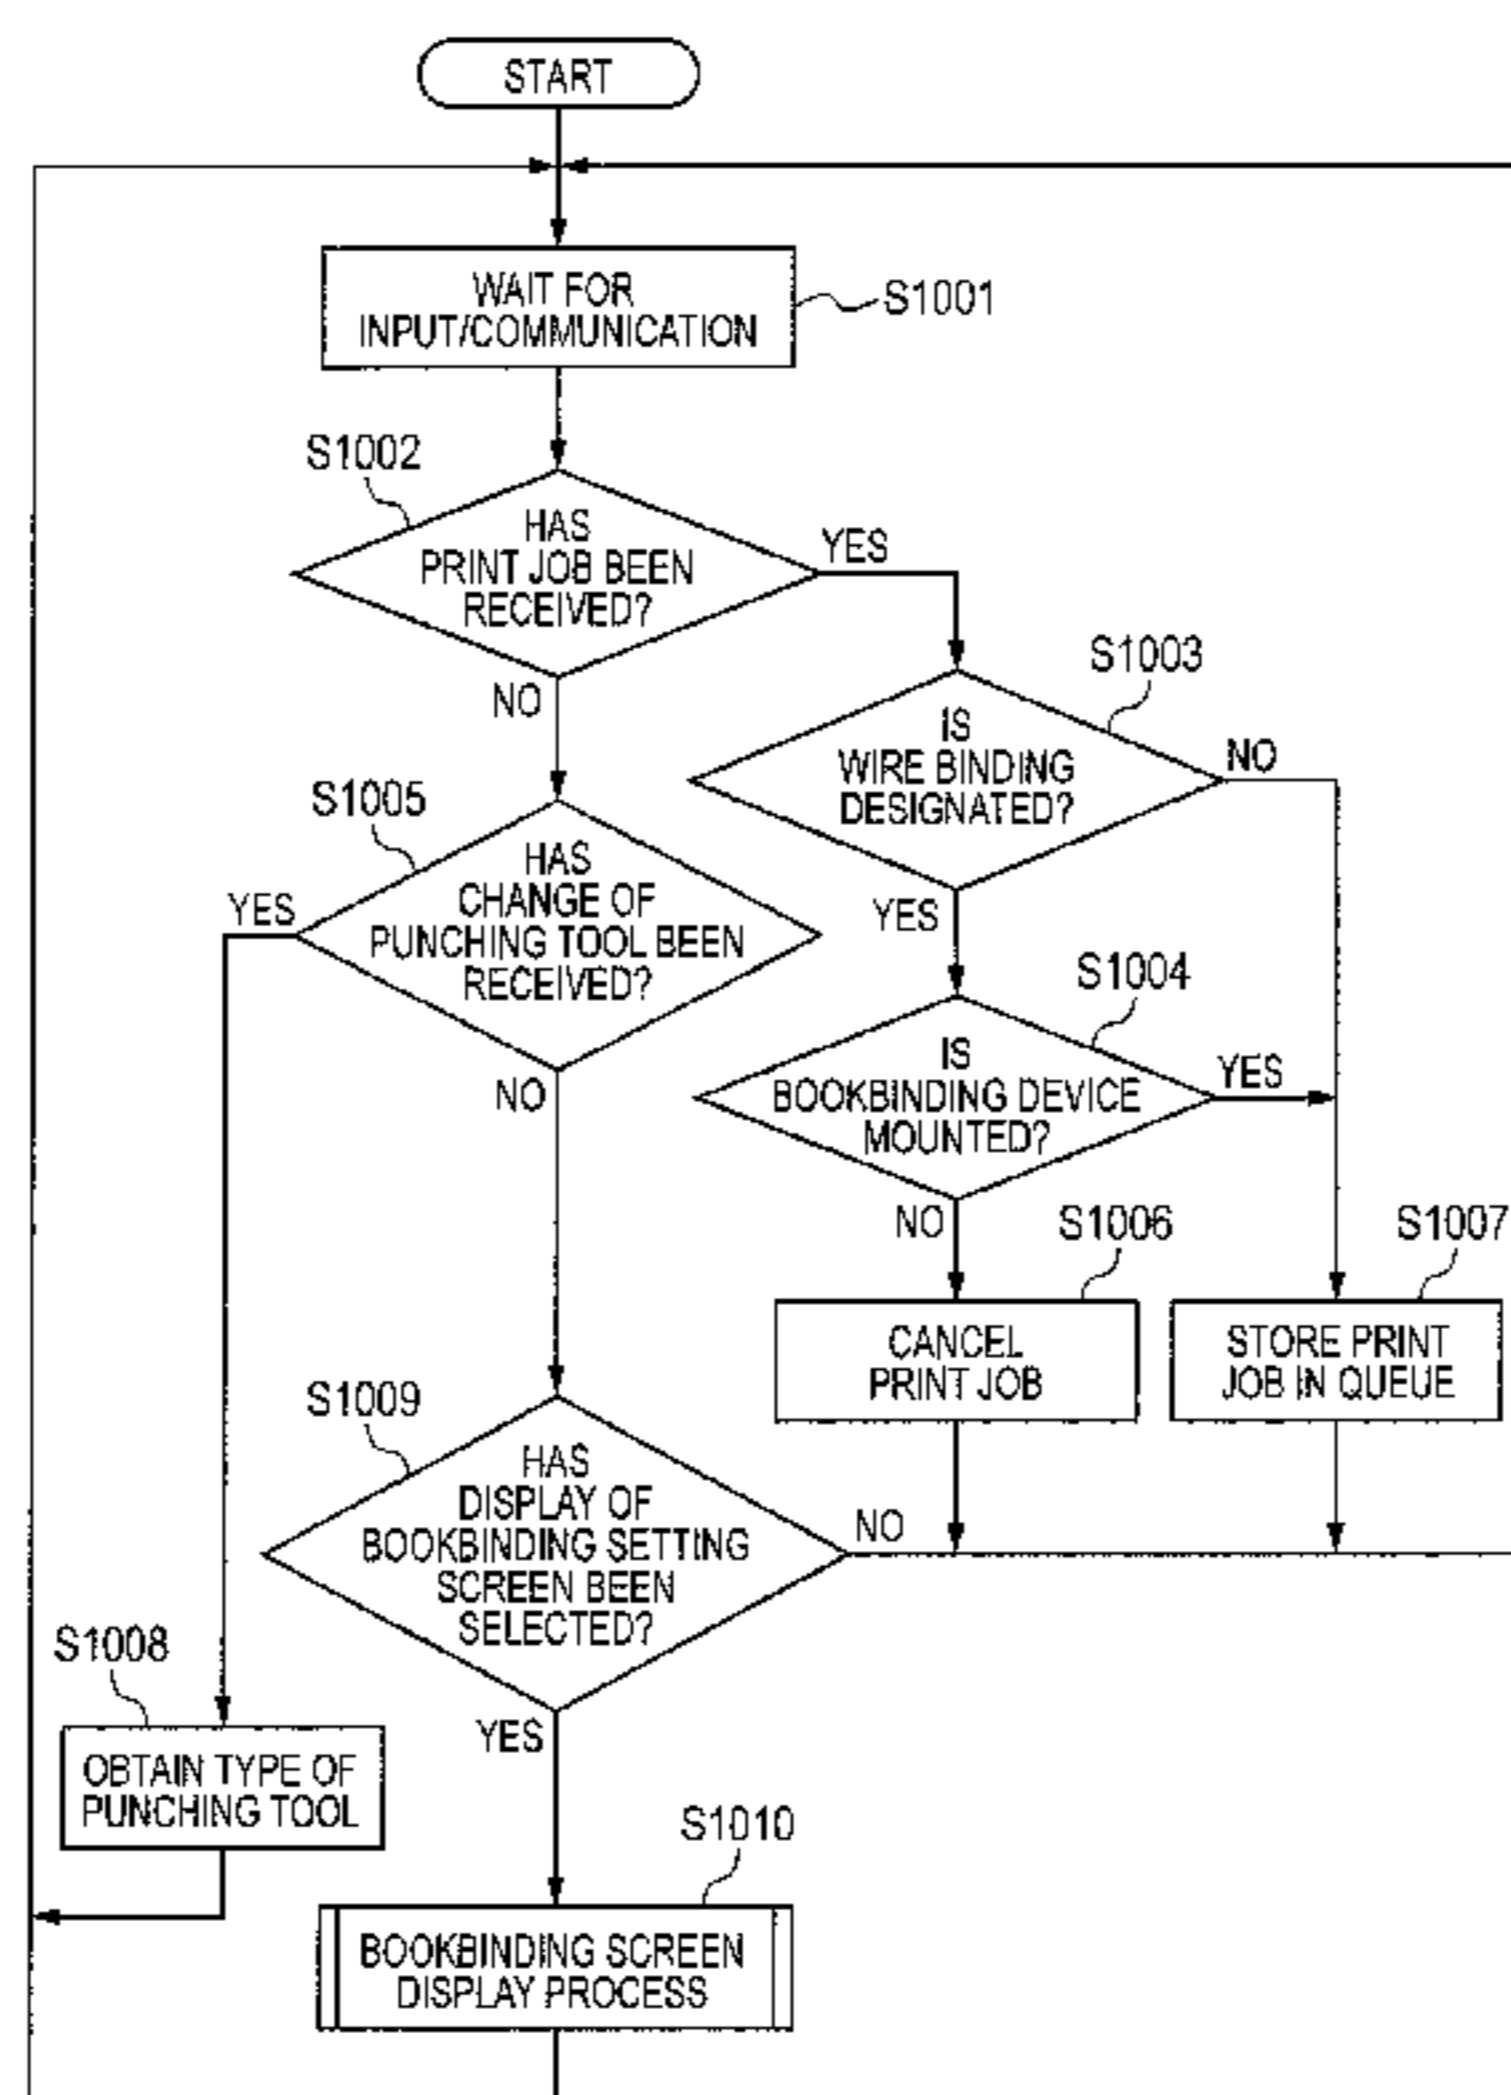 START
WAIT FOR
INPUT/COMMUNICATION
S1001
S1002
HAS
PRINT JOB BEEN
RECEIVED?
YES
NO
S1003
IS
WIRE BINDING
DESIGNATED?
NO
YES
S1005
HAS
CHANGE OF
PUNCHING TOOL BEEN
RECEIVED?
YES
NO
S1004
IS
BOOKBINDING DEVICE
MOUNTED?
YES
NO
S1006
CANCEL
PRINT JOB
S1007
STORE PRINT
JOB IN QUEUE
S1009
HAS
DISPLAY OF
BOOKBINDING SETTING
SCREEN BEEN
SELECTED?
NO
YES
S1008
OBTAIN TYPE OF
PUNCHING TOOL
S1010
BOOKBINDING SCREEN
DISPLAY PROCESS